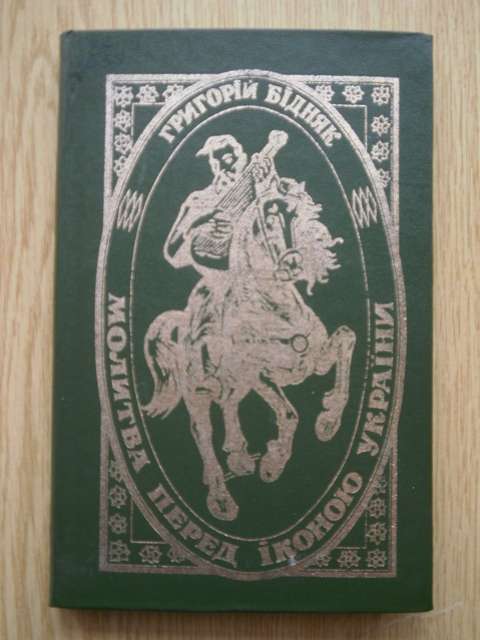 ГРИГОРІЙ БІДНЯК
МОЛИТВА ПЕРЕД ІКОНОЮ УКРАЇНИ